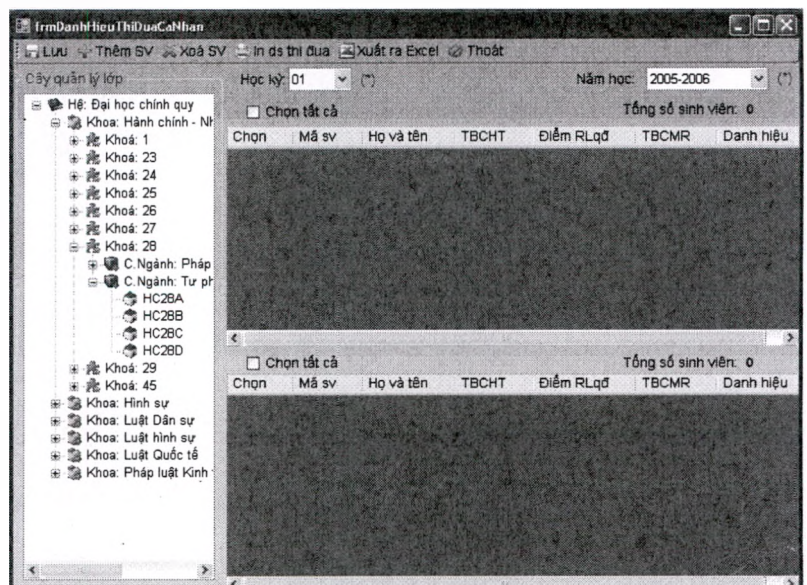 frmDanhHieuThiDuaCaNhan
Lưu Thêm SV Xoá SV In ds thi đua Xuất ra Excel Thoát
Cây quản lý lớp
Hệ: Đại học chính quy
Khoa: Hành chính - Nh
Khoá: 1
Khoá: 23
Khoá: 24
Khoá: 25
Khoá: 26
Khoá: 27
Khoá: 28
C.Ngành: Pháp
C.Ngành: Tư ph
HC28A
HC28B
HC28C
HC28D
Khoá: 29
Khoá: 45
Khoa: Hình sự
Khoa: Luật Dân sự
Khoa: Luật hình sự
Khoa: Luật Quốc tế
Khoa: Pháp luật Kinh
Học kỳ: 01 (*) Năm học: 2005-2006 (*)
Chọn tất cả Tổng số sinh viên: 0
Chọn Mã sv Họ và tên TBCHT Điểm RLqđ TBCMR Danh hiệu
Chọn tất cả Tổng số sinh viên: 0
Chọn Mã sv Họ và tên TBCHT Điểm RLqđ TBCMR Danh hiệu